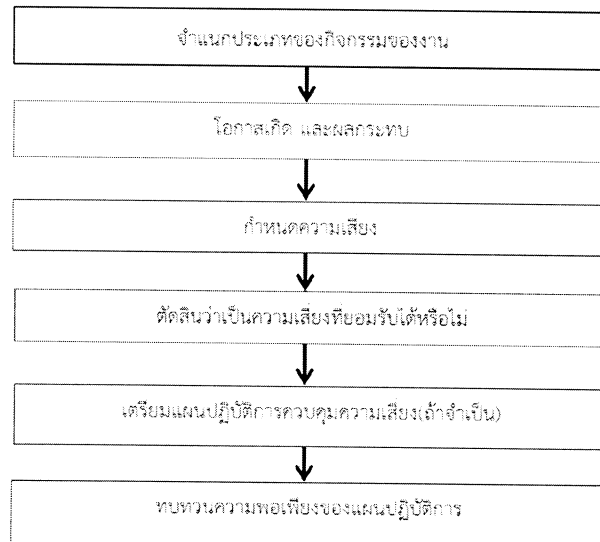 จำแนกประเภทของกิจกรรมของงาน
โอกาสเกิด และผลกระทบ
กำหนดความเสี่ยง
ตัดสินว่าเป็นความเสี่ยงที่ยอมรับได้หรือไม่
เตรียมแผนปฏิบัติการควบคุมความเสี่ยง(ถ้าจำเป็น)
ทบทวนความพอเพียงของแผนปฏิบัติการ